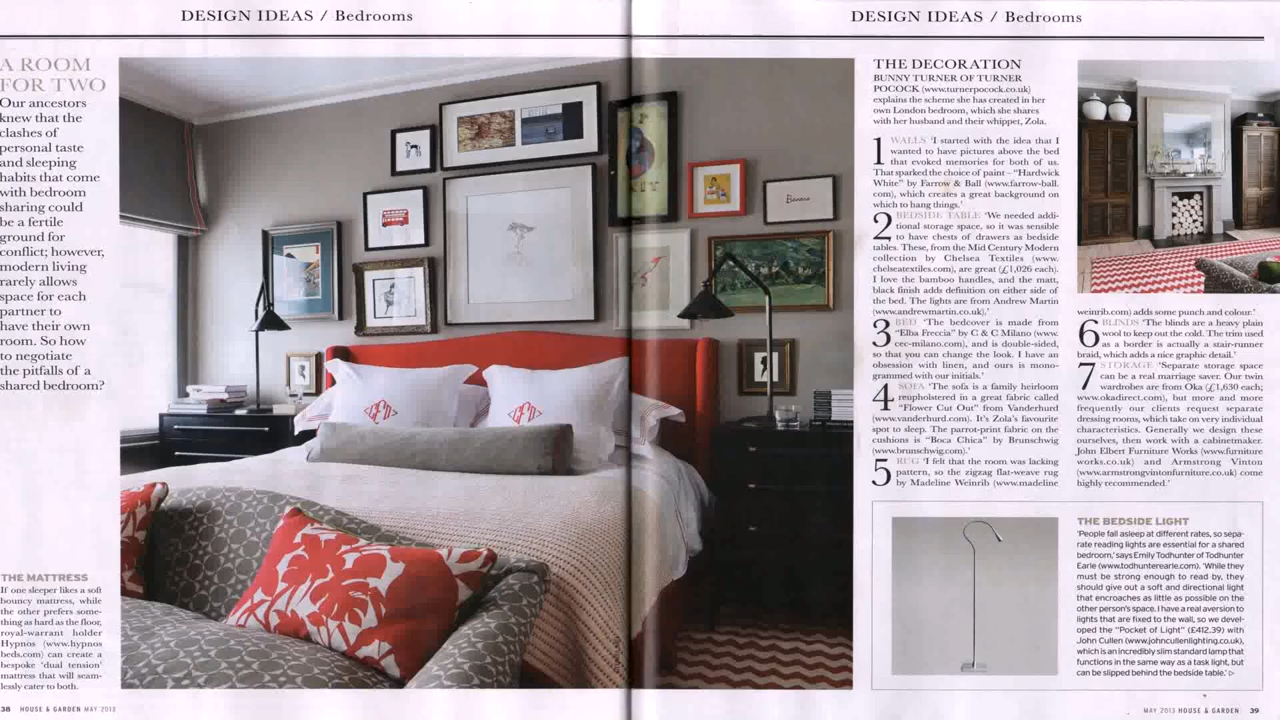 DESIGN IDEAS / Bedrooms
A ROOM
FOR TWO
Our ancestors
knew that the
clashes of
personal taste
and sleeping
habits that come
with bedroom
sharing could
be a fertile
ground for
conflict; however,
modern living
rarely allows
space for each
partner to
have their own
room. So how
to negotiate
the pitfalls of a
shared bedroom?
THE MATTRESS
If one sleeper likes a soft
bouncy mattress, while
the other prefers some-
thing as hard as the floor,
royal-warrant holder
Hypnos (www.hypnos
beds.com) can create a
bespoke 'dual tension'
mattress that will seam-
lessly cater to both.
38 HOUSE & GARDEN MAY 2013
DESIGN IDEAS / Bedrooms
THE DECORATION
BUNNY TURNER OF TURNER
POCOCK (www.turnerpocock.co.uk)
explains the scheme she has created in her
own London bedroom, which she shares
with her husband and their whippet, Zola.
1 WALLS 'I started with the idea that I
wanted to have pictures above the bed
that evoked memories for both of us.
That sparked the choice of paint – "Hardwick
White" by Farrow & Ball (www.farrow-ball.
com), which creates a great background on
which to hang things.'
2 BEDSIDE TABLE 'We needed addi-
tional storage space, so it was sensible
to have chests of drawers as bedside
tables. These, from the Mid Century Modern
collection by Chelsea Textiles (www.
chelseatextiles.com), are great (£1,026 each).
I love the bamboo handles, and the matt,
black finish adds definition on either side of
the bed. The lights are from Andrew Martin
(www.andrewmartin.co.uk).'
3 BED 'The bedcover is made from
"Elba Freccia" by C & C Milano (www.
cec-milano.com), and is double-sided,
so that you can change the look. I have an
obsession with linen, and ours is mono-
grammed with our initials.'
4 SOFA 'The sofa is a family heirloom
reupholstered in a great fabric called
"Flower Cut Out" from Vanderhurd
(www.vanderhurd.com). It's Zola's favourite
spot to sleep. The parrot-print fabric on the
cushions is "Boca Chica" by Brunschwig
(www.brunschwig.com).'
5 RUG 'I felt that the room was lacking
pattern, so the zigzag flat-weave rug
by Madeline Weinrib (www.madeline
weinrib.com) adds some punch and colour.'
6 BLINDS 'The blinds are a heavy plain
wool to keep out the cold. The trim used
as a border is actually a stair-runner
braid, which adds a nice graphic detail.'
7 STORAGE 'Separate storage space
can be a real marriage saver. Our twin
wardrobes are from Oka (£1,630 each;
www.okadirect.com), but more and more
frequently our clients request separate
dressing rooms, which take on very individual
characteristics. Generally we design these
ourselves, then work with a cabinetmaker.
John Elbert Furniture Works (www.furniture
works.co.uk) and Armstrong Vinton
(www.armstrongvintonfurniture.co.uk) come
highly recommended.'
THE BEDSIDE LIGHT
'People fall asleep at different rates, so sepa-
rate reading lights are essential for a shared
bedroom,' says Emily Todhunter of Todhunter
Earle (www.todhunterearle.com). 'While they
must be strong enough to read by, they
should give out a soft and directional light
that encroaches as little as possible on the
other person's space. I have a real aversion to
lights that are fixed to the wall, so we devel-
oped the "Pocket of Light" (£412.39) with
John Cullen (www.johncullenlighting.co.uk),
which is an incredibly slim standard lamp that
functions in the same way as a task light, but
can be slipped behind the bedside table.' ▷
MAY 2013 HOUSE & GARDEN 39